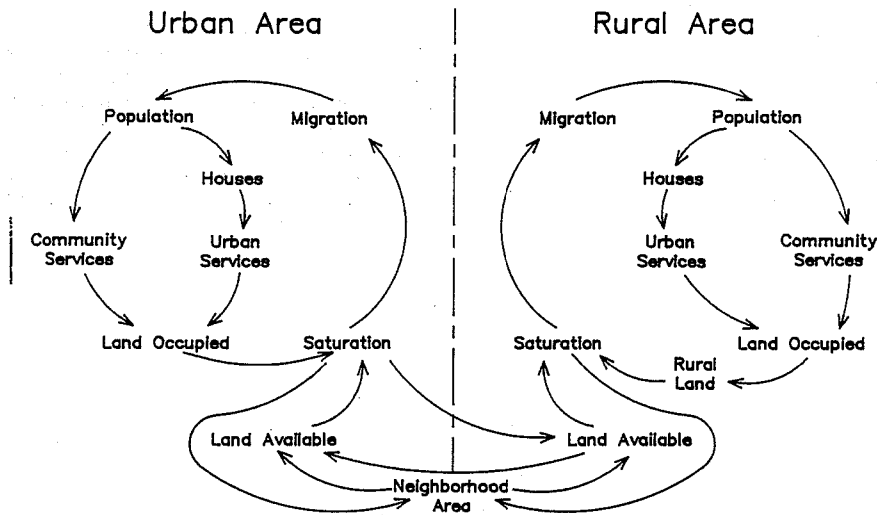 Urban Area
Rural Area
Population
Migration
Migration
Population
Houses
Houses
Community
Services
Urban
Services
Urban
Services
Community
Services
Land Occupied
Saturation
Saturation
Land Occupied
Rural
Land
Land Available
Land Available
Neighborhood
Area